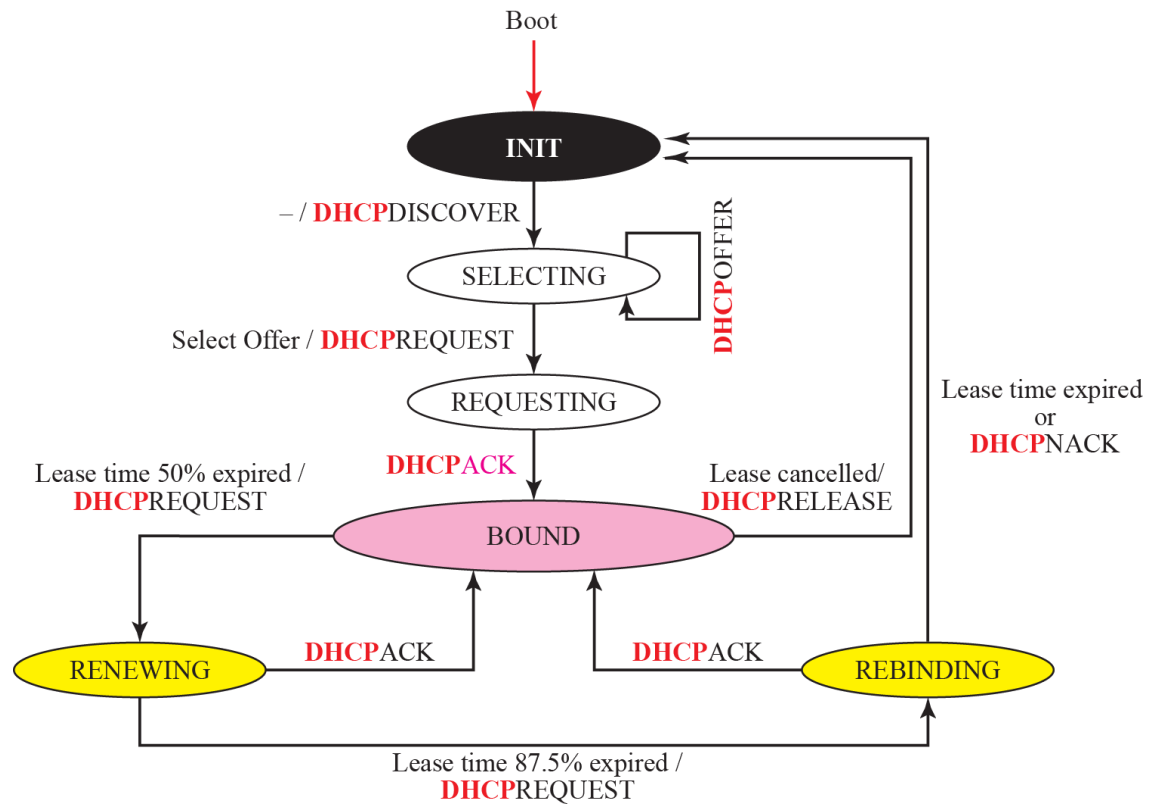 Boot
INIT
– / DHCPDISCOVER
DHCPOFFER
SELECTING
Select Offer / DHCPREQUEST
REQUESTING
Lease time expired
or
DHCPNACK
DHCPACK
Lease time 50% expired /
DHCPREQUEST
Lease cancelled/
DHCPRELEASE
BOUND
RENEWING
DHCPACK
DHCPACK
REBINDING
Lease time 87.5% expired /
DHCPREQUEST